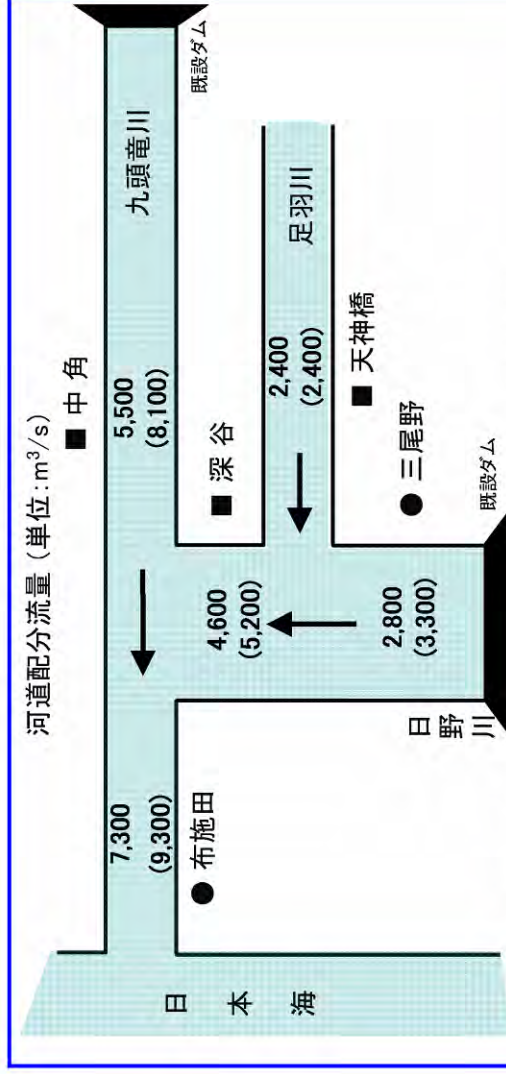 河道配分流量(単位:m³/s)
■ 中 角
九頭竜川
既設ダム
5,500
(8,100)
■ 深 谷
足羽川
2,400
(2,400)
■ 天神橋
● 三尾野
既設ダム
4,600
(5,200)
2,800
(3,300)
日野川
7,300
(9,300)
● 布施田
日 本 海